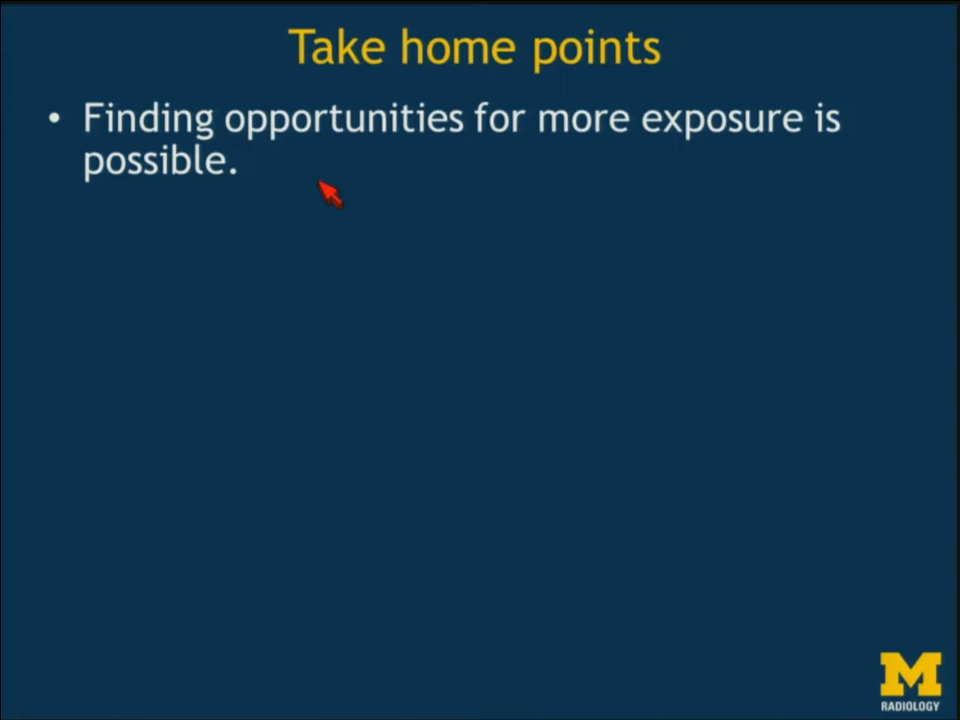 Take home points
• Finding opportunities for more exposure is
possible.
M
RADIOLOGY